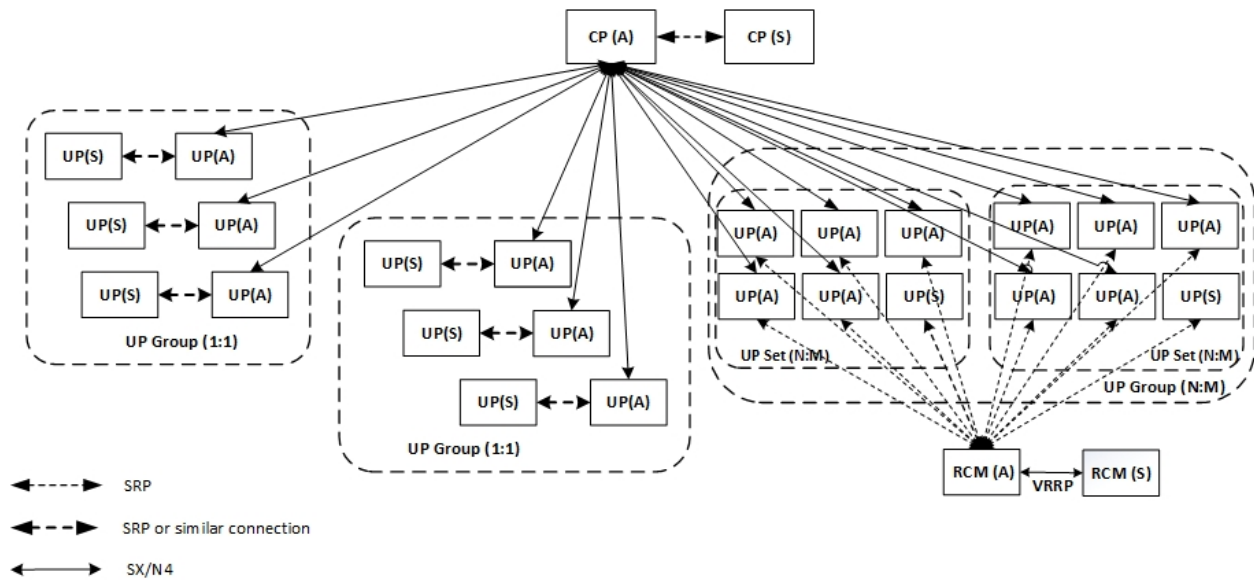 CP (A)
CP (S)
UP(S)
UP(A)
UP(S)
UP(A)
UP(S)
UP(A)
UP Group (1:1)
UP(S)
UP(A)
UP(S)
UP(A)
UP(S)
UP(A)
UP Group (1:1)
UP(A)
UP(A)
UP(A)
UP(A)
UP(A)
UP(S)
UP Set (N:M)
UP(A)
UP(A)
UP(A)
UP(A)
UP(A)
UP(S)
UP Set (N:M)
UP Group (N:M)
RCM (A)
VRRP
RCM (S)
SRP
SRP or similar connection
SX/N4